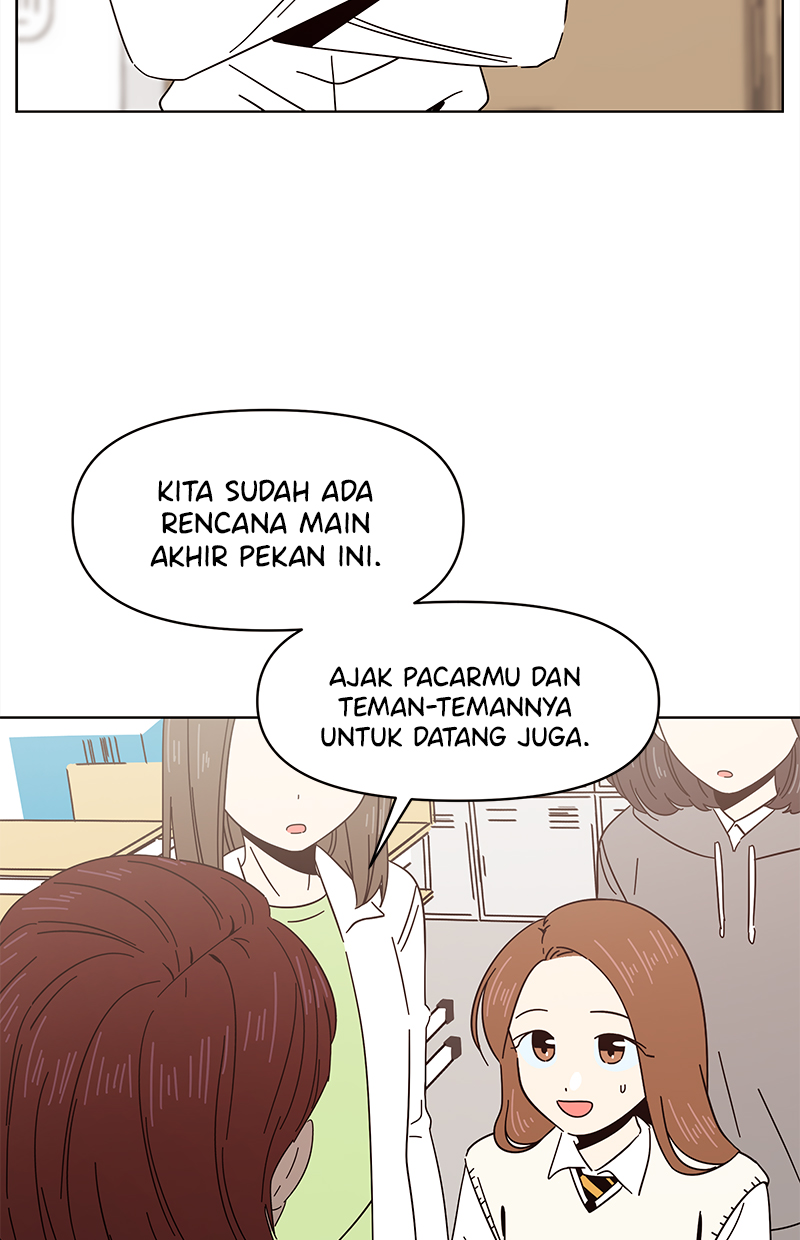 KITA SUDAH ADA
RENCANA MAIN
AKHIR PEKAN INI.
AJAK PACARMU DAN
TEMAN-TEMANNYA
UNTUK DATANG JUGA.